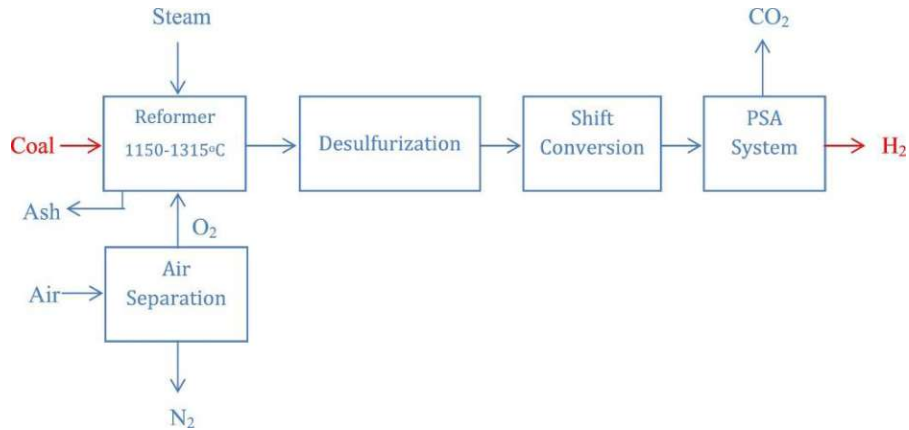 Steam
CO₂
Coal
Reformer
1150-1315ºC
Desulfurization
Shift
Conversion
PSA
System
H₂
Ash
O₂
Air
Air
Separation
N₂